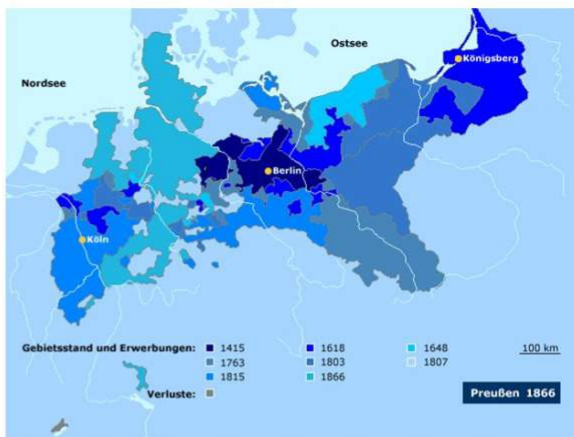 Ostsee
Königsberg
Nordsee
Berlin
Köln
Gebietsstand und Erwerbungen: 1415 1618 1648
1763 1803 1807
1815 1866 100 km
Verluste:
Preußen 1866